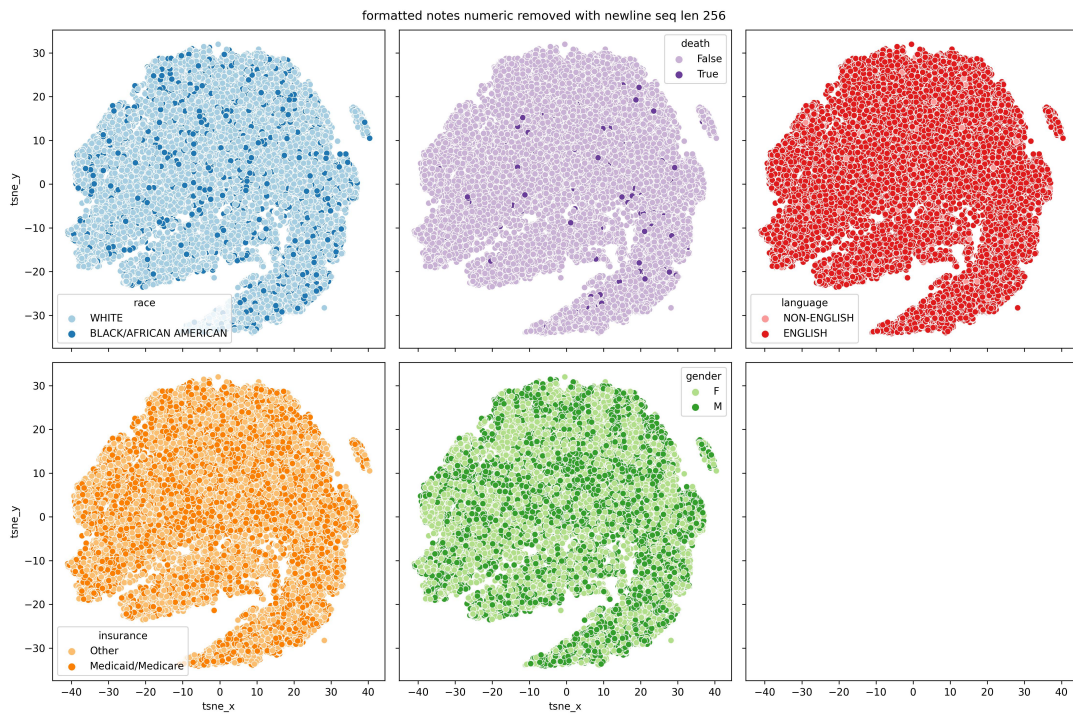 formatted notes numeric removed with newline seq len 256
30
20
10
0
−10
−20
−30
tsne_y
race
WHITE
BLACK/AFRICAN AMERICAN
death
False
True
language
NON-ENGLISH
ENGLISH
30
20
10
0
−10
−20
−30
tsne_y
insurance
Other
Medicaid/Medicare
gender
F
M
−40 −30 −20 −10 0 10 20 30 40
tsne_x
−40 −30 −20 −10 0 10 20 30 40
tsne_x
−40 −30 −20 −10 0 10 20 30 40